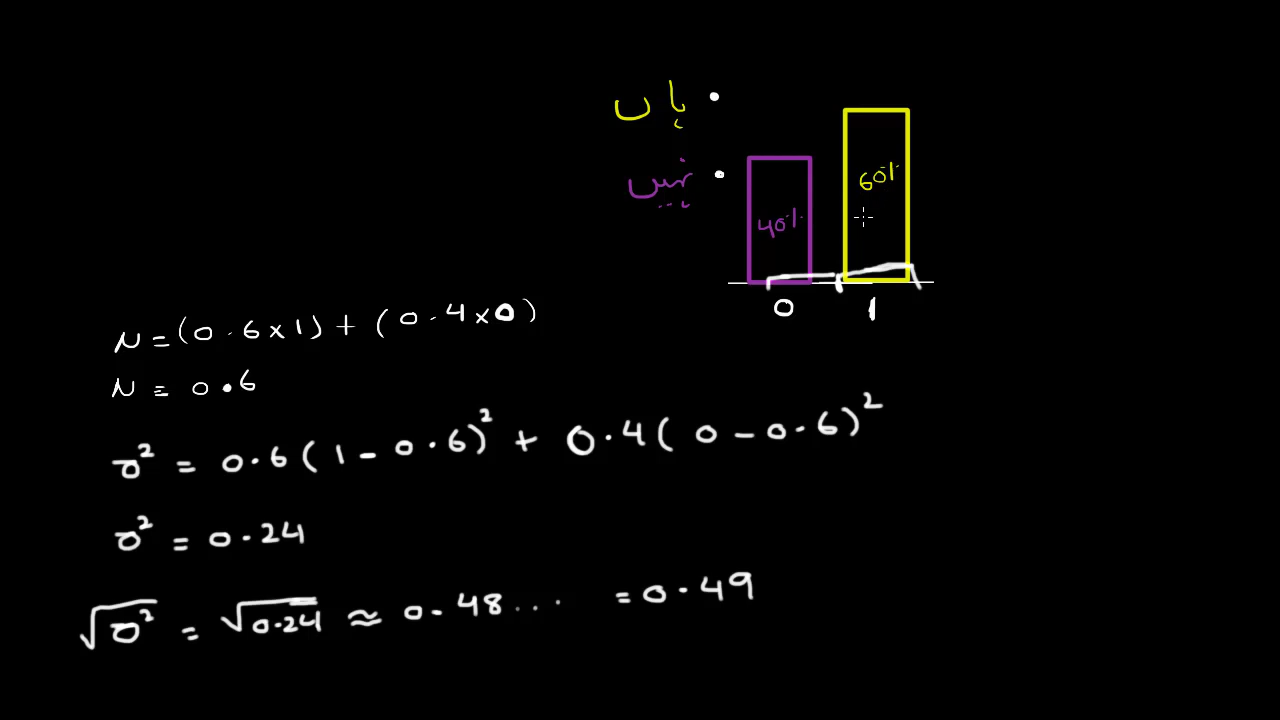 ہاں
نہیں
60%
40%
0 1
μ = (0.6 x 1) + (0.4 x 0)
μ = 0.6
σ² = 0.6 ( 1 - 0.6)² + 0.4 ( 0 - 0.6)²
σ² = 0.24
√σ² = √0.24 ≈ 0.48... = 0.49